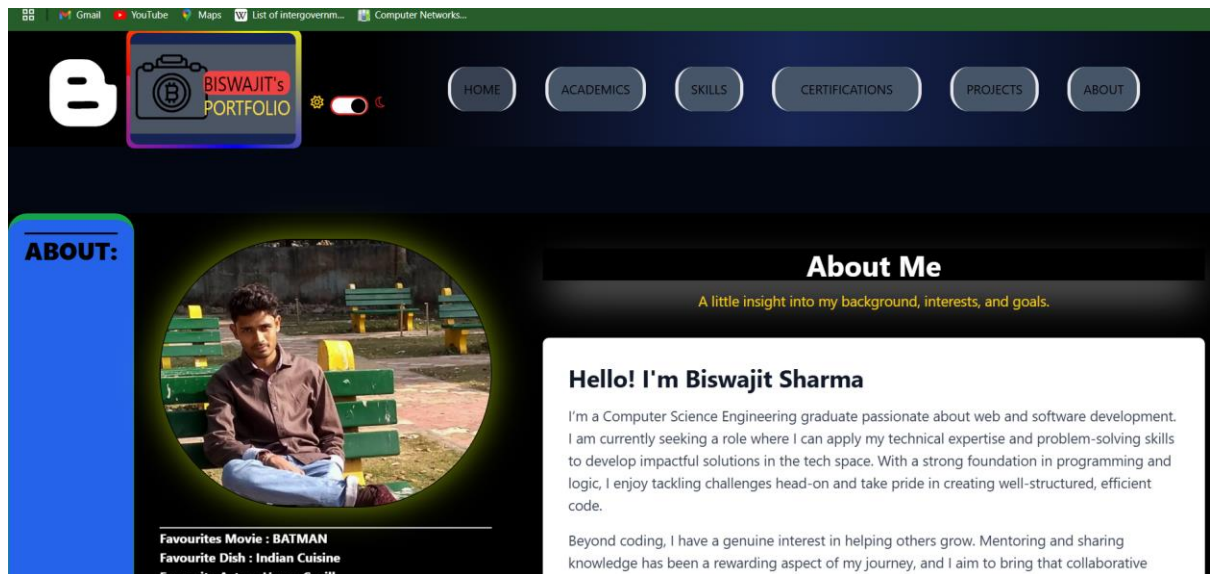 Gmail YouTube Maps List of intergovernm... Computer Networks...
BISWAJIT's
PORTFOLIO
HOME ACADEMICS SKILLS CERTIFICATIONS PROJECTS ABOUT
ABOUT:
About Me
A little insight into my background, interests, and goals.
Hello! I'm Biswajit Sharma
I'm a Computer Science Engineering graduate passionate about web and software development.
I am currently seeking a role where I can apply my technical expertise and problem-solving skills
to develop impactful solutions in the tech space. With a strong foundation in programming and
logic, I enjoy tackling challenges head-on and take pride in creating well-structured, efficient
code.
Beyond coding, I have a genuine interest in helping others grow. Mentoring and sharing
knowledge has been a rewarding aspect of my journey, and I aim to bring that collaborative
Favourites Movie : BATMAN
Favourite Dish : Indian Cuisine